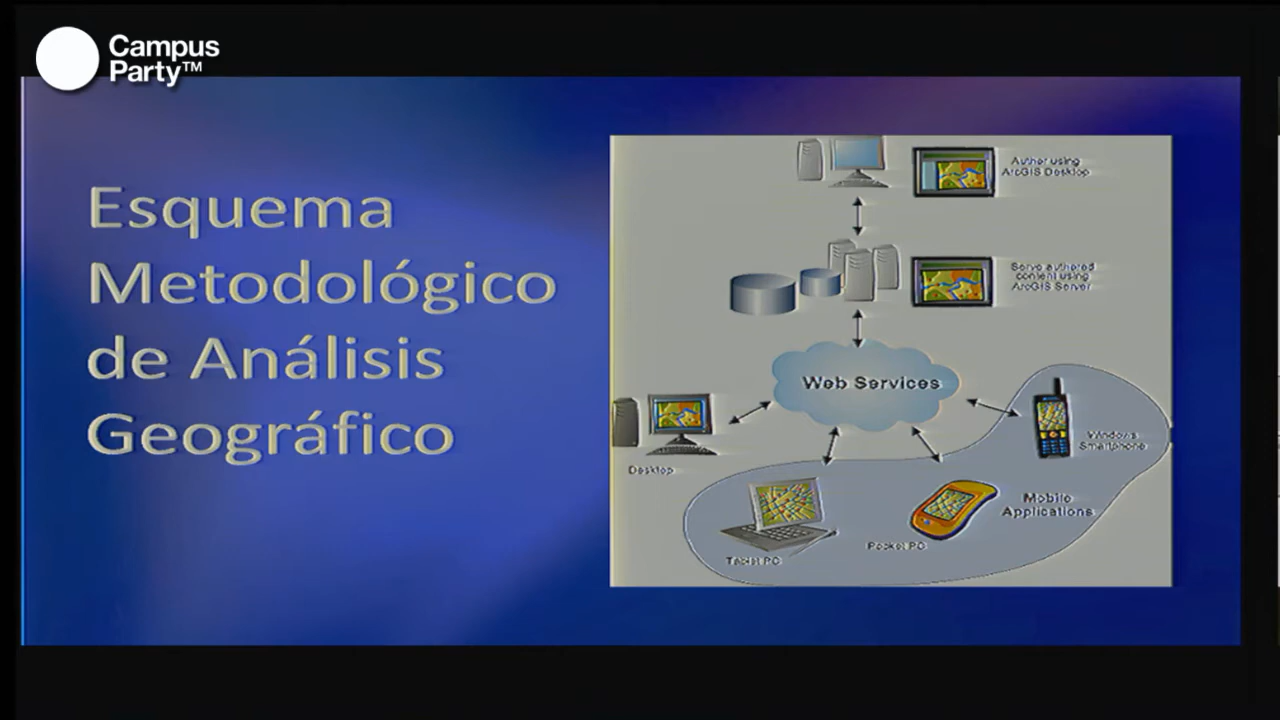 Campus
Party™
Esquema
Metodológico
de Análisis
Geográfico
Author using
ArcGIS Desktop
Serve authored
content using
ArcGIS Server
Web Services
Desktop
Windows
Smartphone
Mobile
Applications
Pocket PC
Tablet PC